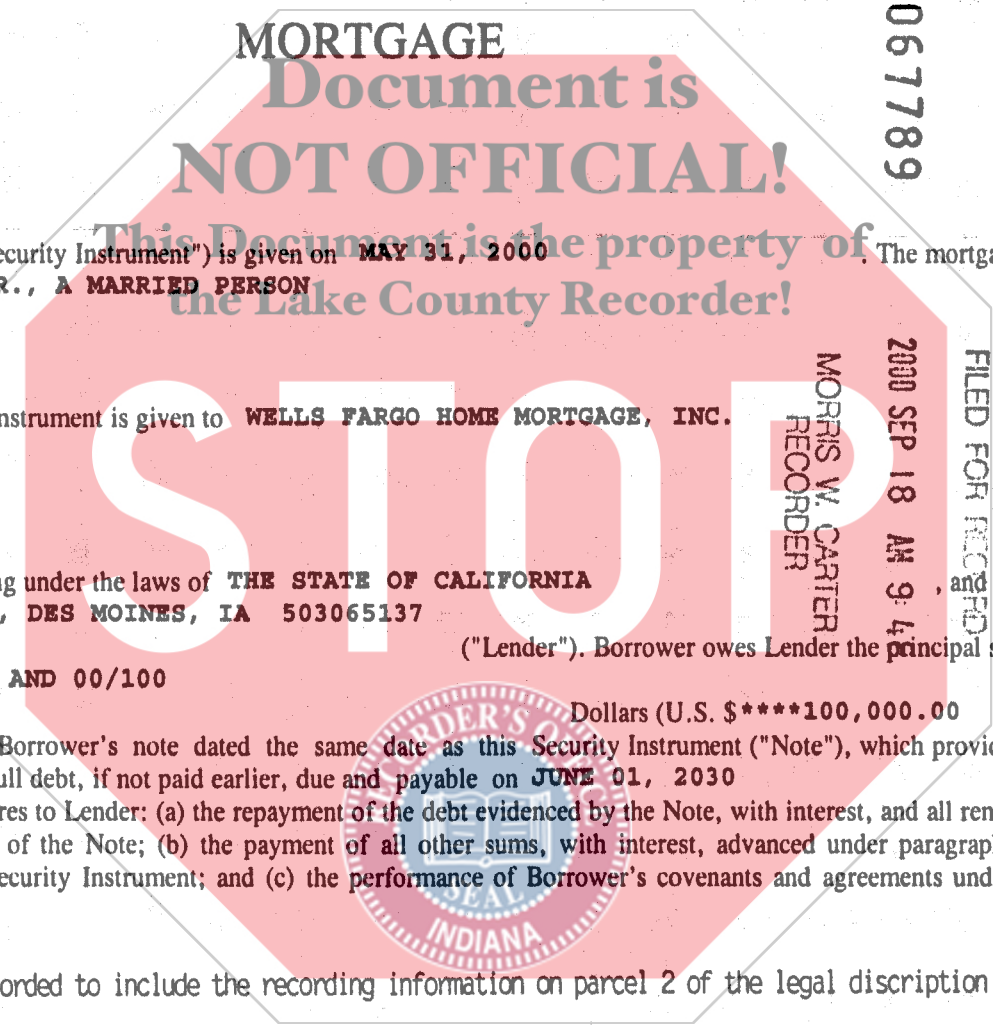 MORTGAGE
067789
Document is
NOT OFFICIAL!
This Document is the property of
the Lake County Recorder!
ecurity Instrument") is given on MAY 31, 2000 . The mortga
R., A MARRIED PERSON
2000 SEP 18 AM 9:
MORRIS W. CARTER
RECORDER
FILED FOR RECORD
STOP
nstrument is given to WELLS FARGO HOME MORTGAGE, INC.
ng under the laws of THE STATE OF CALIFORNIA , and
, DES MOINES, IA 503065137
("Lender"). Borrower owes Lender the principal s
AND 00/100
Dollars (U.S. $****100,000.00
Borrower's note dated the same date as this Security Instrument ("Note"), which provid
ull debt, if not paid earlier, due and payable on JUNE 01, 2030
res to Lender: (a) the repayment of the debt evidenced by the Note, with interest, and all ren
of the Note; (b) the payment of all other sums, with interest, advanced under paragraph
ecurity Instrument; and (c) the performance of Borrower's covenants and agreements und
RECORDER'S OFFICE
SEAL
INDIANA
orded to include the recording information on parcel 2 of the legal discription